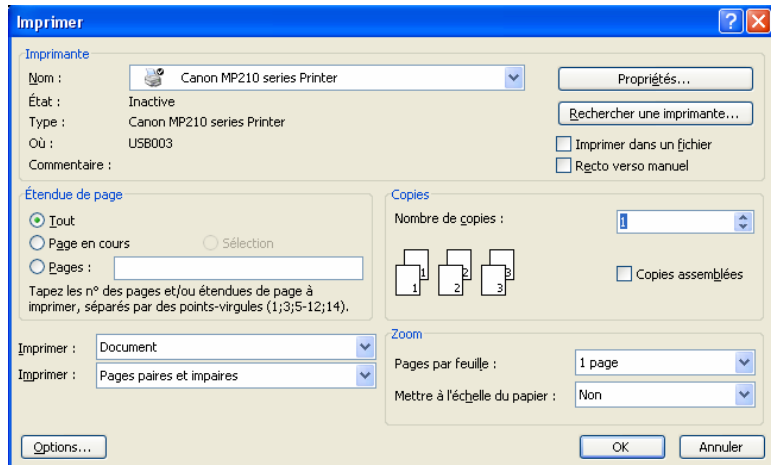 Imprimer
Imprimante
Nom : Canon MP210 series Printer Propriétés...
État : Inactive
Type : Canon MP210 series Printer Rechercher une imprimante...
Où : USB003 Imprimer dans un fichier
Commentaire : Recto verso manuel
Étendue de page
Tout
Page en cours Sélection
Pages :
Tapez les n° des pages et/ou étendues de page à
imprimer, séparés par des points-virgules (1;3;5-12;14).
Copies
Nombre de copies : 1
1 1 2 2 3 3 Copies assemblées
Imprimer : Document
Imprimer : Pages paires et impaires
Zoom
Pages par feuille : 1 page
Mettre à l'échelle du papier : Non
Options... OK Annuler